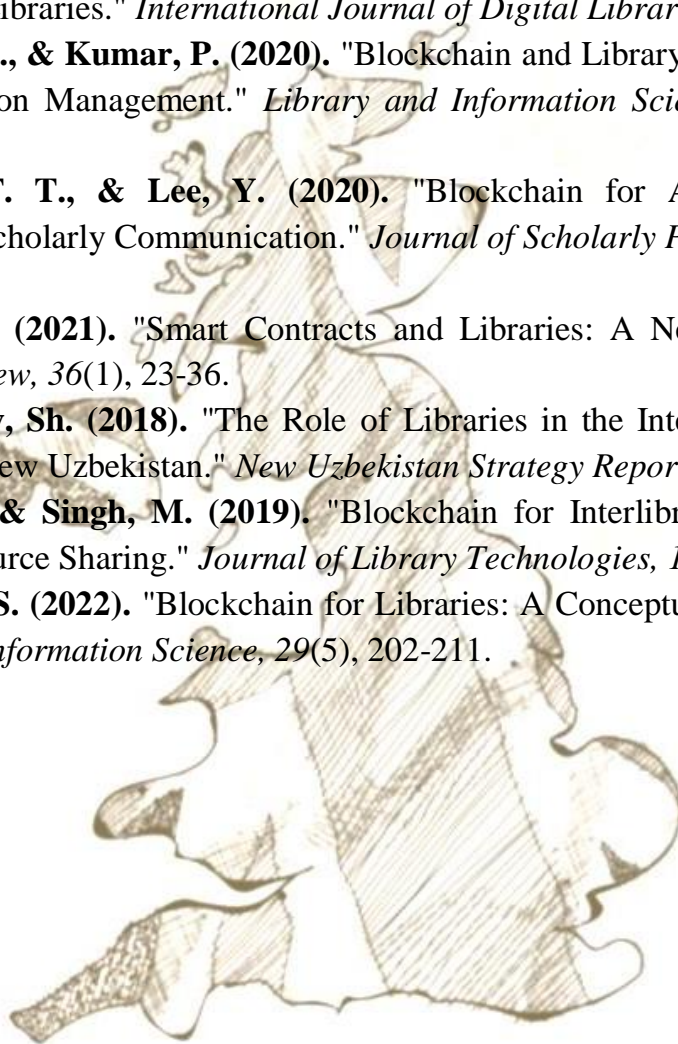 ibraries." International Journal of Digital Librar
., & Kumar, P. (2020). "Blockchain and Library
on Management." Library and Information Scie
T. T., & Lee, Y. (2020). "Blockchain for A
cholarly Communication." Journal of Scholarly P
(2021). "Smart Contracts and Libraries: A Ne
ew, 36(1), 23-36.
v, Sh. (2018). "The Role of Libraries in the Inte
ew Uzbekistan." New Uzbekistan Strategy Repor
& Singh, M. (2019). "Blockchain for Interlibr
urce Sharing." Journal of Library Technologies, 1
S. (2022). "Blockchain for Libraries: A Conceptu
nformation Science, 29(5), 202-211.